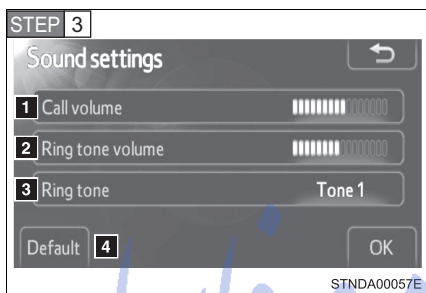 STEP 3
Sound settings
1 Call volume
2 Ring tone volume
3 Ring tone Tone 1
Default 4 OK
STNDA00057E